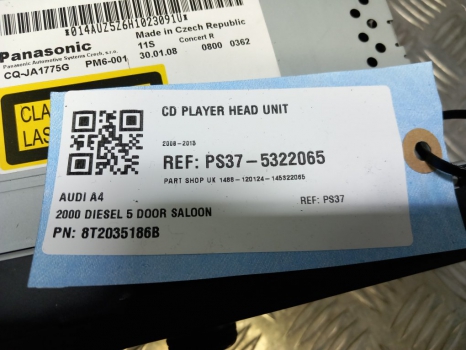 014AUZ5Z6H1023091U
Panasonic
Made in Czech Republic
Panasonic Automotive Systems Czech, s.r.o.
11S Concert R
CQ-JA1775G PM6-001 30.01.08 0800 0362
CLA
LAS
CD PLAYER HEAD UNIT
2008-2015
REF: PS37-5322065
PART SHOP UK 1488-120124-145322065
AUDI A4
REF: PS37
2000 DIESEL 5 DOOR SALOON
PN: 8T2035186B